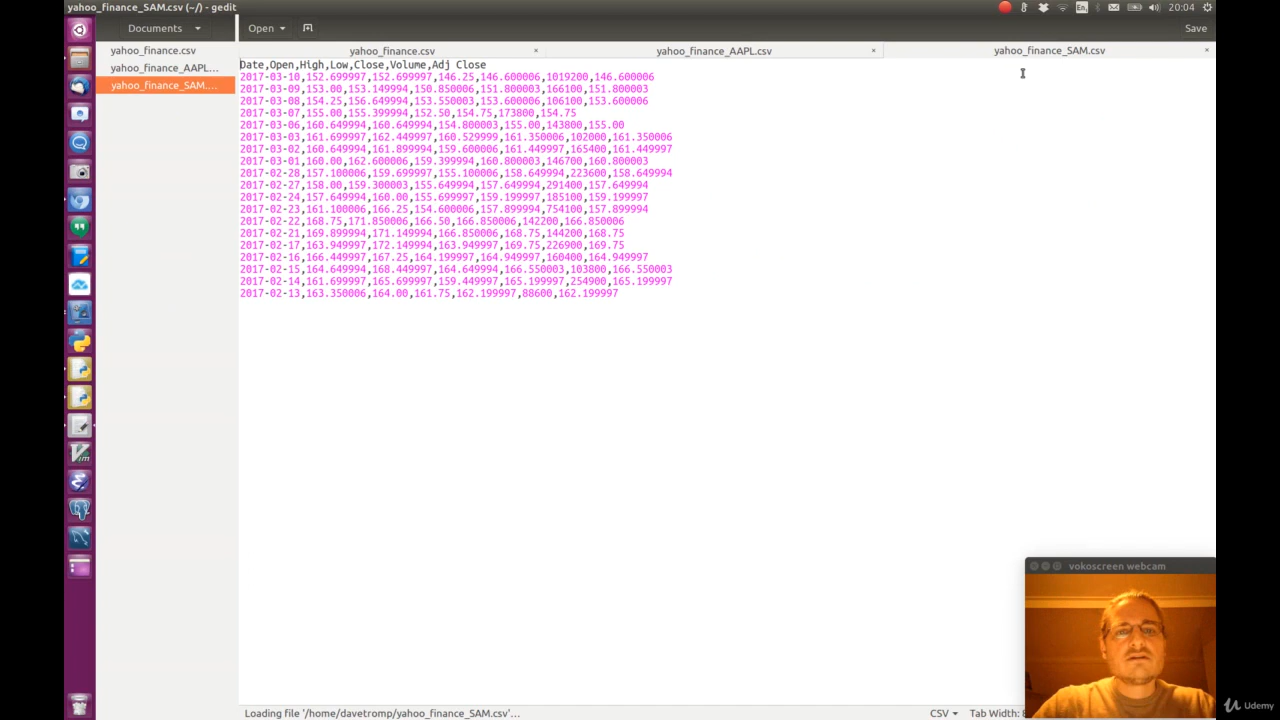 yahoo_finance_SAM.csv (~/) - gedit
En
20:04
Documents
Open
Save
yahoo_finance.csv
yahoo_finance_AAPL...
yahoo_finance_SAM....
yahoo_finance.csv
yahoo_finance_AAPL.csv
yahoo_finance_SAM.csv
Date,Open,High,Low,Close,Volume,Adj Close
2017-03-10,152.699997,152.699997,146.25,146.600006,1019200,146.600006
2017-03-09,153.00,153.149994,150.850006,151.800003,166100,151.800003
2017-03-08,154.25,156.649994,153.550003,153.600006,106100,153.600006
2017-03-07,155.00,155.399994,152.50,154.75,173800,154.75
2017-03-06,160.649994,160.649994,154.800003,155.00,143800,155.00
2017-03-03,161.699997,162.449997,160.529999,161.350006,102000,161.350006
2017-03-02,160.649994,161.899994,159.600006,161.449997,165400,161.449997
2017-03-01,160.00,162.600006,159.399994,160.800003,146700,160.800003
2017-02-28,157.100006,159.699997,155.100006,158.649994,223600,158.649994
2017-02-27,158.00,159.300003,155.649994,157.649994,291400,157.649994
2017-02-24,157.649994,160.00,155.699997,159.199997,185100,159.199997
2017-02-23,161.100006,166.25,154.600006,157.899994,754100,157.899994
2017-02-22,168.75,171.850006,166.50,166.850006,142200,166.850006
2017-02-21,169.899994,171.149994,166.850006,168.75,144200,168.75
2017-02-17,163.949997,172.149994,163.949997,169.75,226900,169.75
2017-02-16,166.449997,167.25,164.199997,164.949997,160400,164.949997
2017-02-15,164.649994,168.449997,164.649994,166.550003,103800,166.550003
2017-02-14,161.699997,165.699997,159.449997,165.199997,254900,165.199997
2017-02-13,163.350006,164.00,161.75,162.199997,88600,162.199997
vokoscreen webcam
Loading file '/home/davetromp/yahoo_finance_SAM.csv'...
CSV
Tab Width:
Udemy